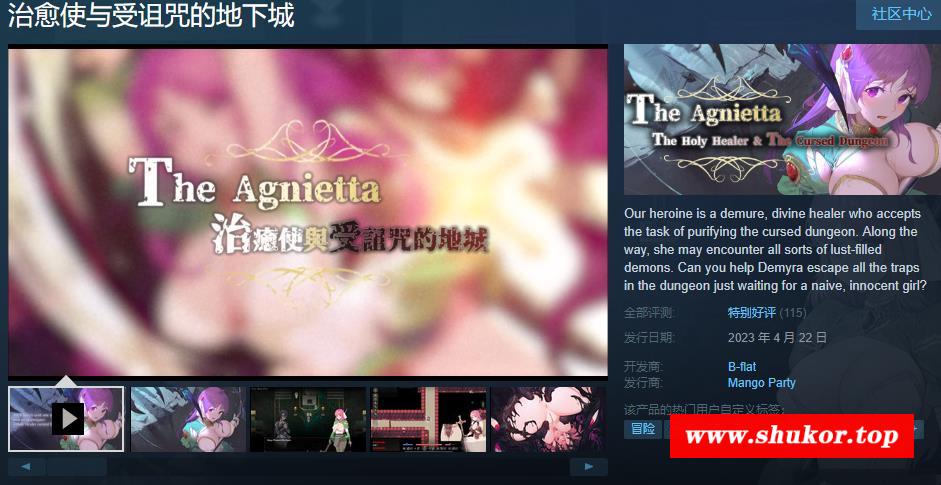 治愈使与受诅咒的地下城
社区中心
The Agnietta
治癒使與受詛咒的地城
The Agnietta
The Holy Healer & The Cursed Dungeon
Our heroine is a demure, divine healer who accepts
the task of purifying the cursed dungeon. Along the
way, she may encounter all sorts of lust-filled
demons. Can you help Demyra escape all the traps
in the dungeon just waiting for a naive, innocent girl?
全部评测: 特别好评 (115)
发行日期: 2023 年 4 月 22 日
开发商: B-flat
发行商: Mango Party
该产品的热门用户自定义标签:
冒险
www.shukor.top